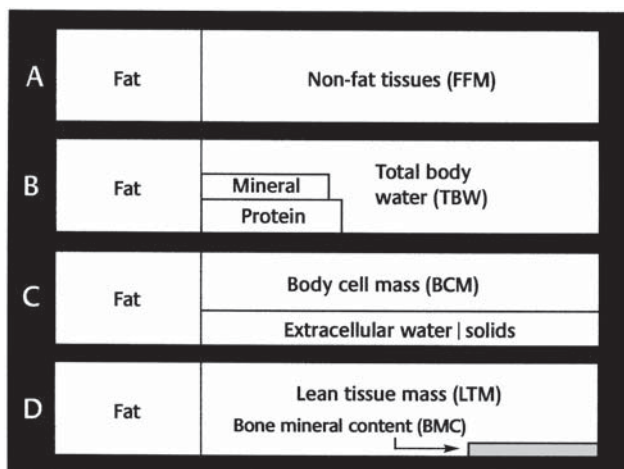 A
Fat
Non-fat tissues (FFM)
B
Fat
Mineral
Protein
Total body
water (TBW)
C
Fat
Body cell mass (BCM)
Extracellular water | solids
D
Fat
Lean tissue mass (LTM)
Bone mineral content (BMC)